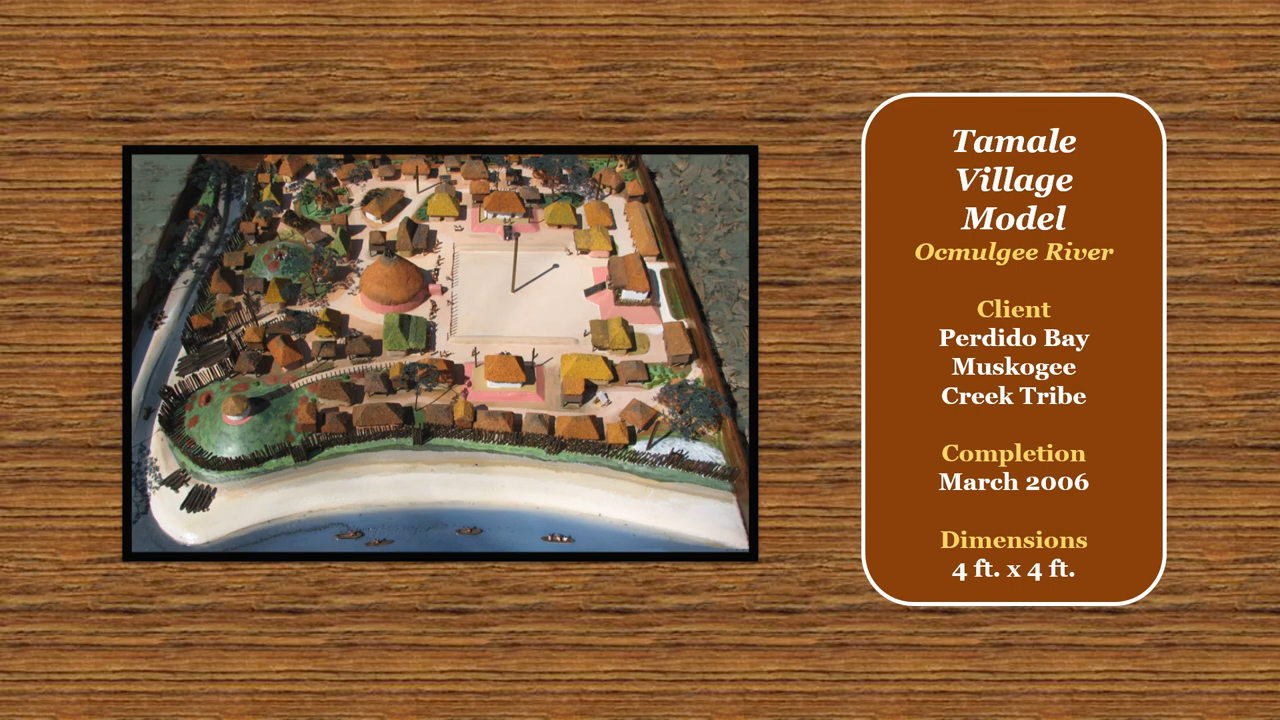 Tamale
Village
Model
Ocmulgee River
Client
Perdido Bay
Muskogee
Creek Tribe
Completion
March 2006
Dimensions
4 ft. x 4 ft.